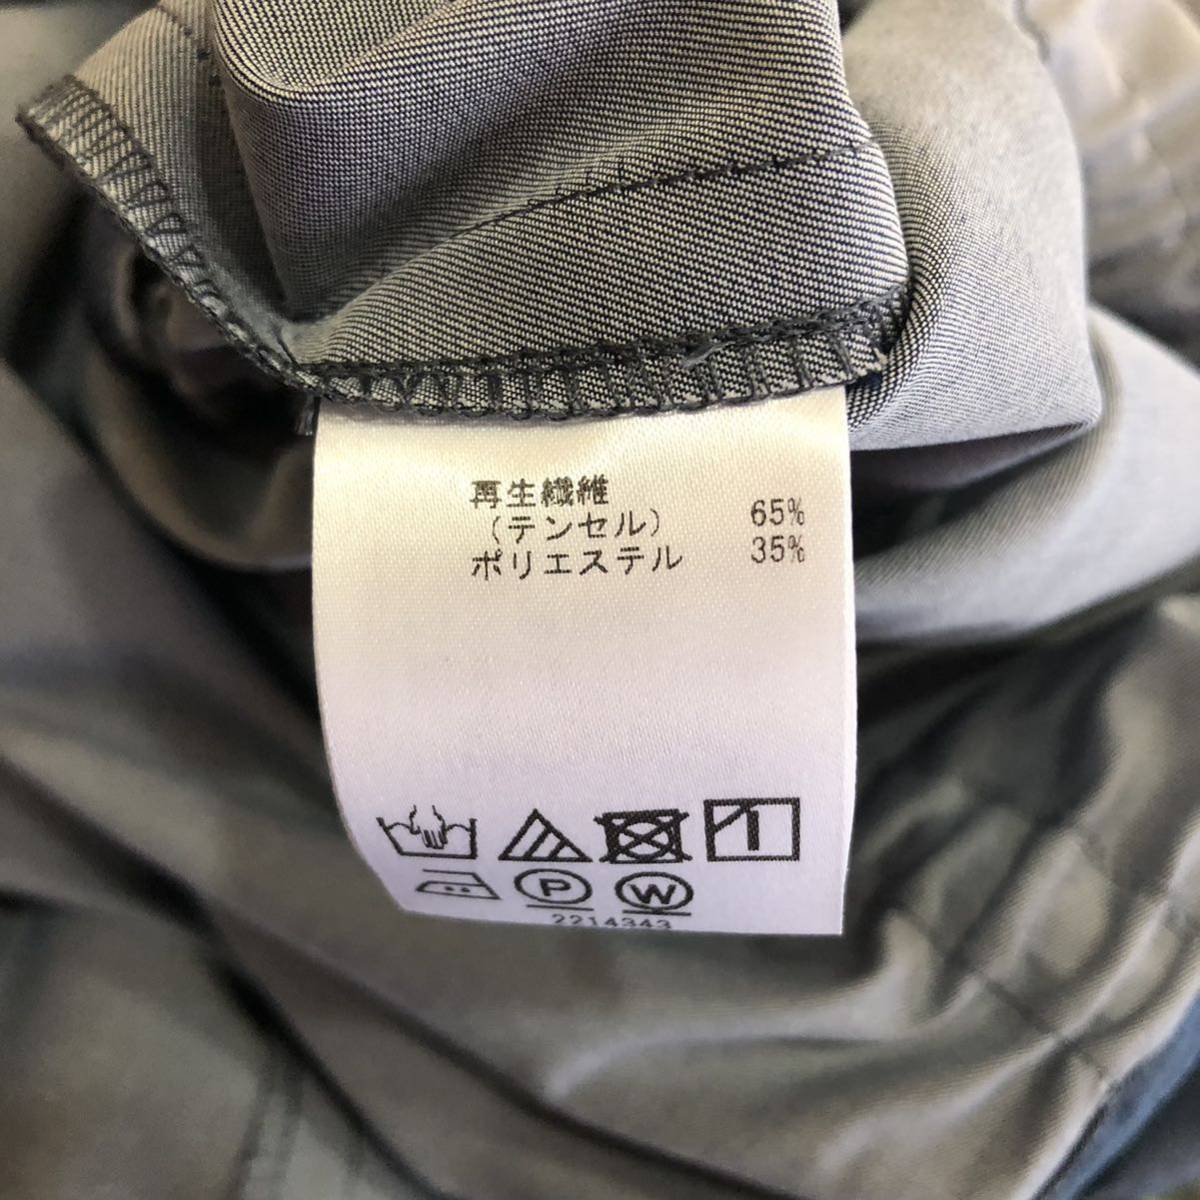 再生繊維
（テンセル） 65%
ポリエステル 35%
P W
2214343